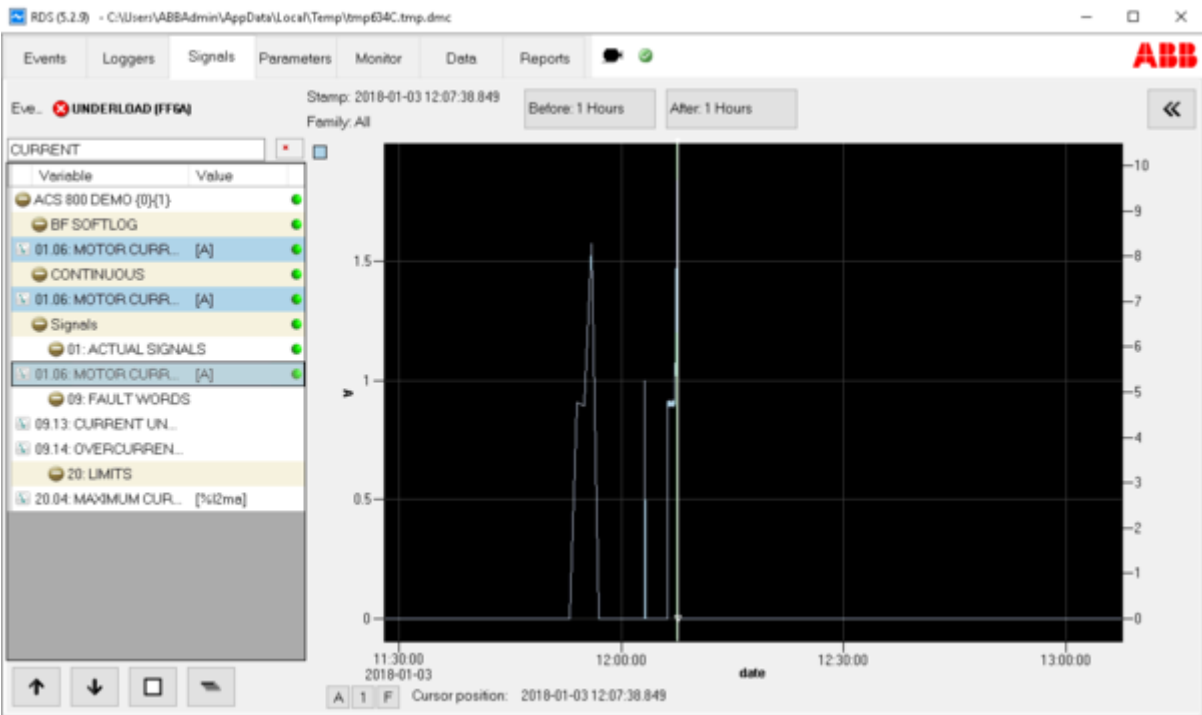 RDS (5.2.9) - C:\Users\ABBAdmin\AppData\Local\Temp\tmp634C.tmp.dmc
Events Loggers Signals Parameters Monitor Data Reports
ABB
Eve.. UNDERLOAD (FF6A)
Stamp: 2018-01-03 12:07:38.849
Family: All
Before: 1 Hours
After: 1 Hours
CURRENT
Variable Value
ACS 800 DEMO {0}{1}
BF SOFTLOG
01.06: MOTOR CURR... [A]
CONTINUOUS
01.06: MOTOR CURR... [A]
Signals
01: ACTUAL SIGNALS
01.06: MOTOR CURR... [A]
09: FAULT WORDS
09.13: CURRENT UN...
09.14: OVERCURREN...
20: LIMITS
20.04: MAXIMUM CUR... [%I2ma]
1.5
1
0.5
0
A
10
9
8
7
6
5
4
3
2
1
0
11:30:00 12:00:00 12:30:00 13:00:00
2018-01-03
date
A 1 F Cursor position: 2018-01-03 12:07:38.849